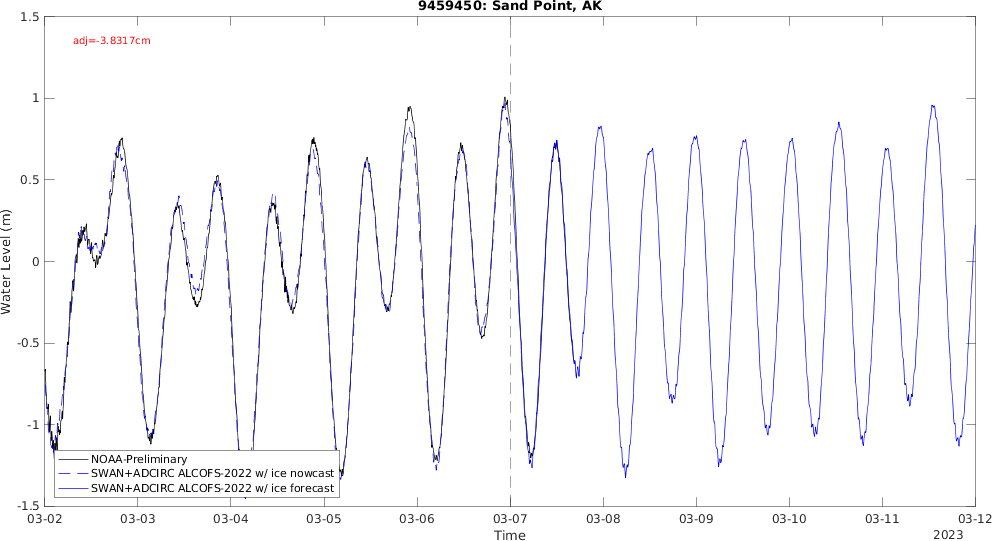 9459450: Sand Point, AK
adj=-3.8317cm
1.5
1
0.5
0
-0.5
-1
-1.5
Water Level (m)
NOAA-Preliminary
SWAN+ADCIRC ALCOFS-2022 w/ ice nowcast
SWAN+ADCIRC ALCOFS-2022 w/ ice forecast
03-02 03-03 03-04 03-05 03-06 03-07 03-08 03-09 03-10 03-11 03-12
Time
2023